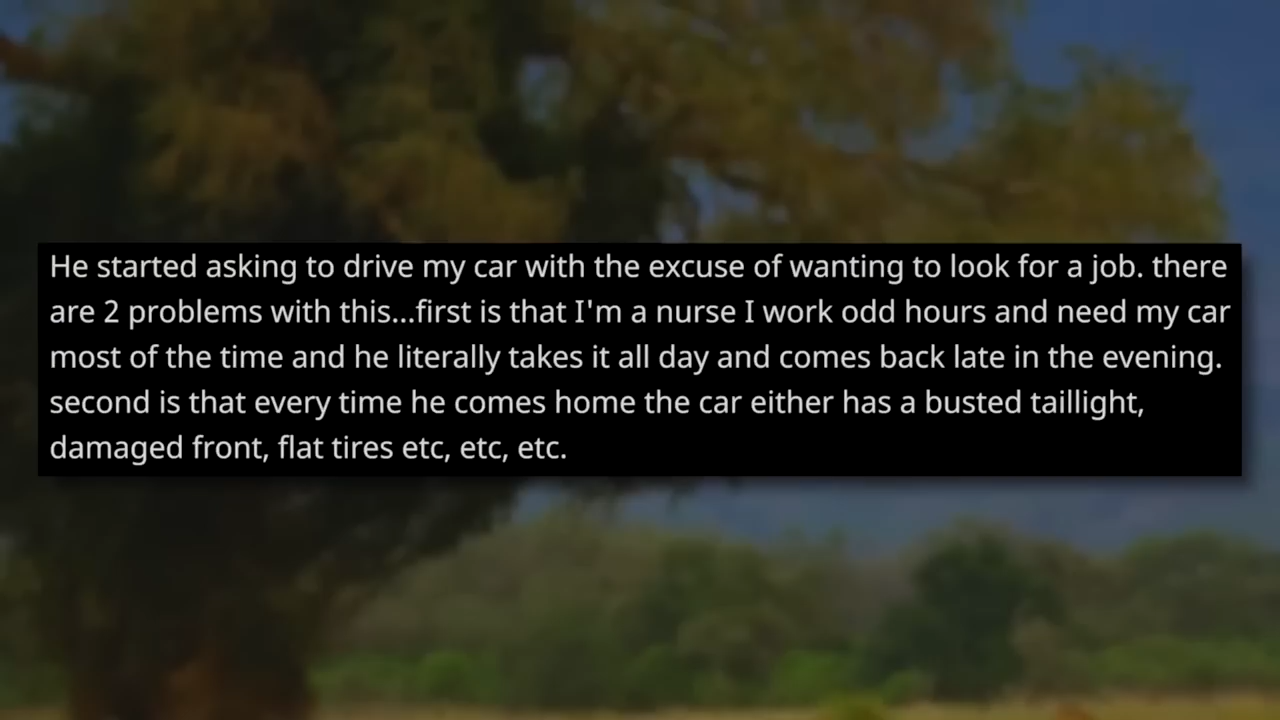 He started asking to drive my car with the excuse of wanting to look for a job. there
are 2 problems with this...first is that I'm a nurse I work odd hours and need my car
most of the time and he literally takes it all day and comes back late in the evening.
second is that every time he comes home the car either has a busted taillight,
damaged front, flat tires etc, etc, etc.